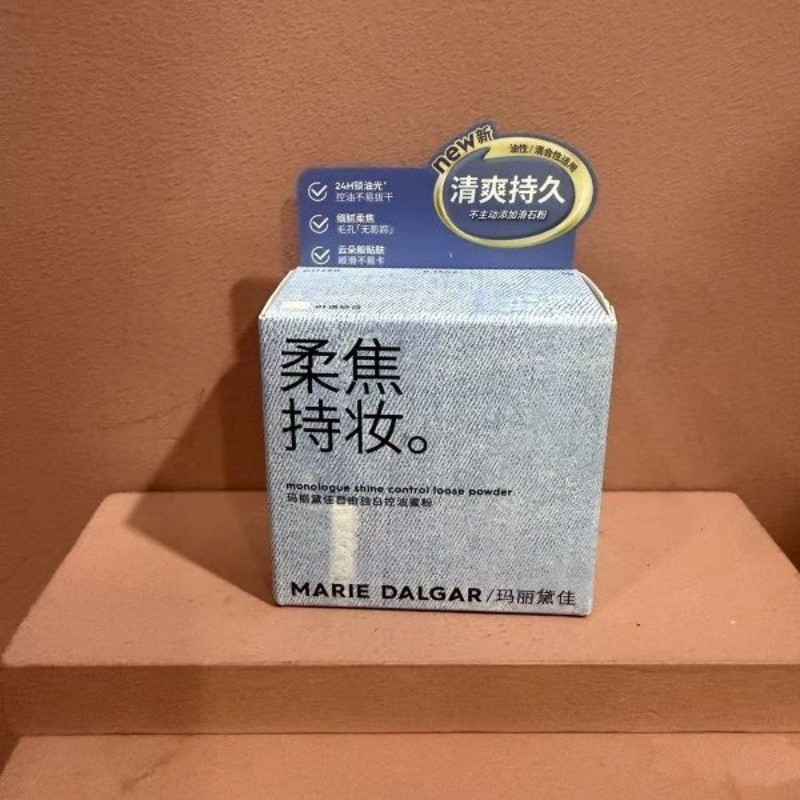 new新
油性/混合性适用
清爽持久
不主动添加滑石粉
24H锁油光*
控油不易拔干
细腻柔焦
毛孔「无影踪」
云朵般贴肤
顺滑不易卡
柔焦
持妆。
monologue shine control loose powder
玛丽黛佳自由独白控油蜜粉
MARIE DALGAR/玛丽黛佳